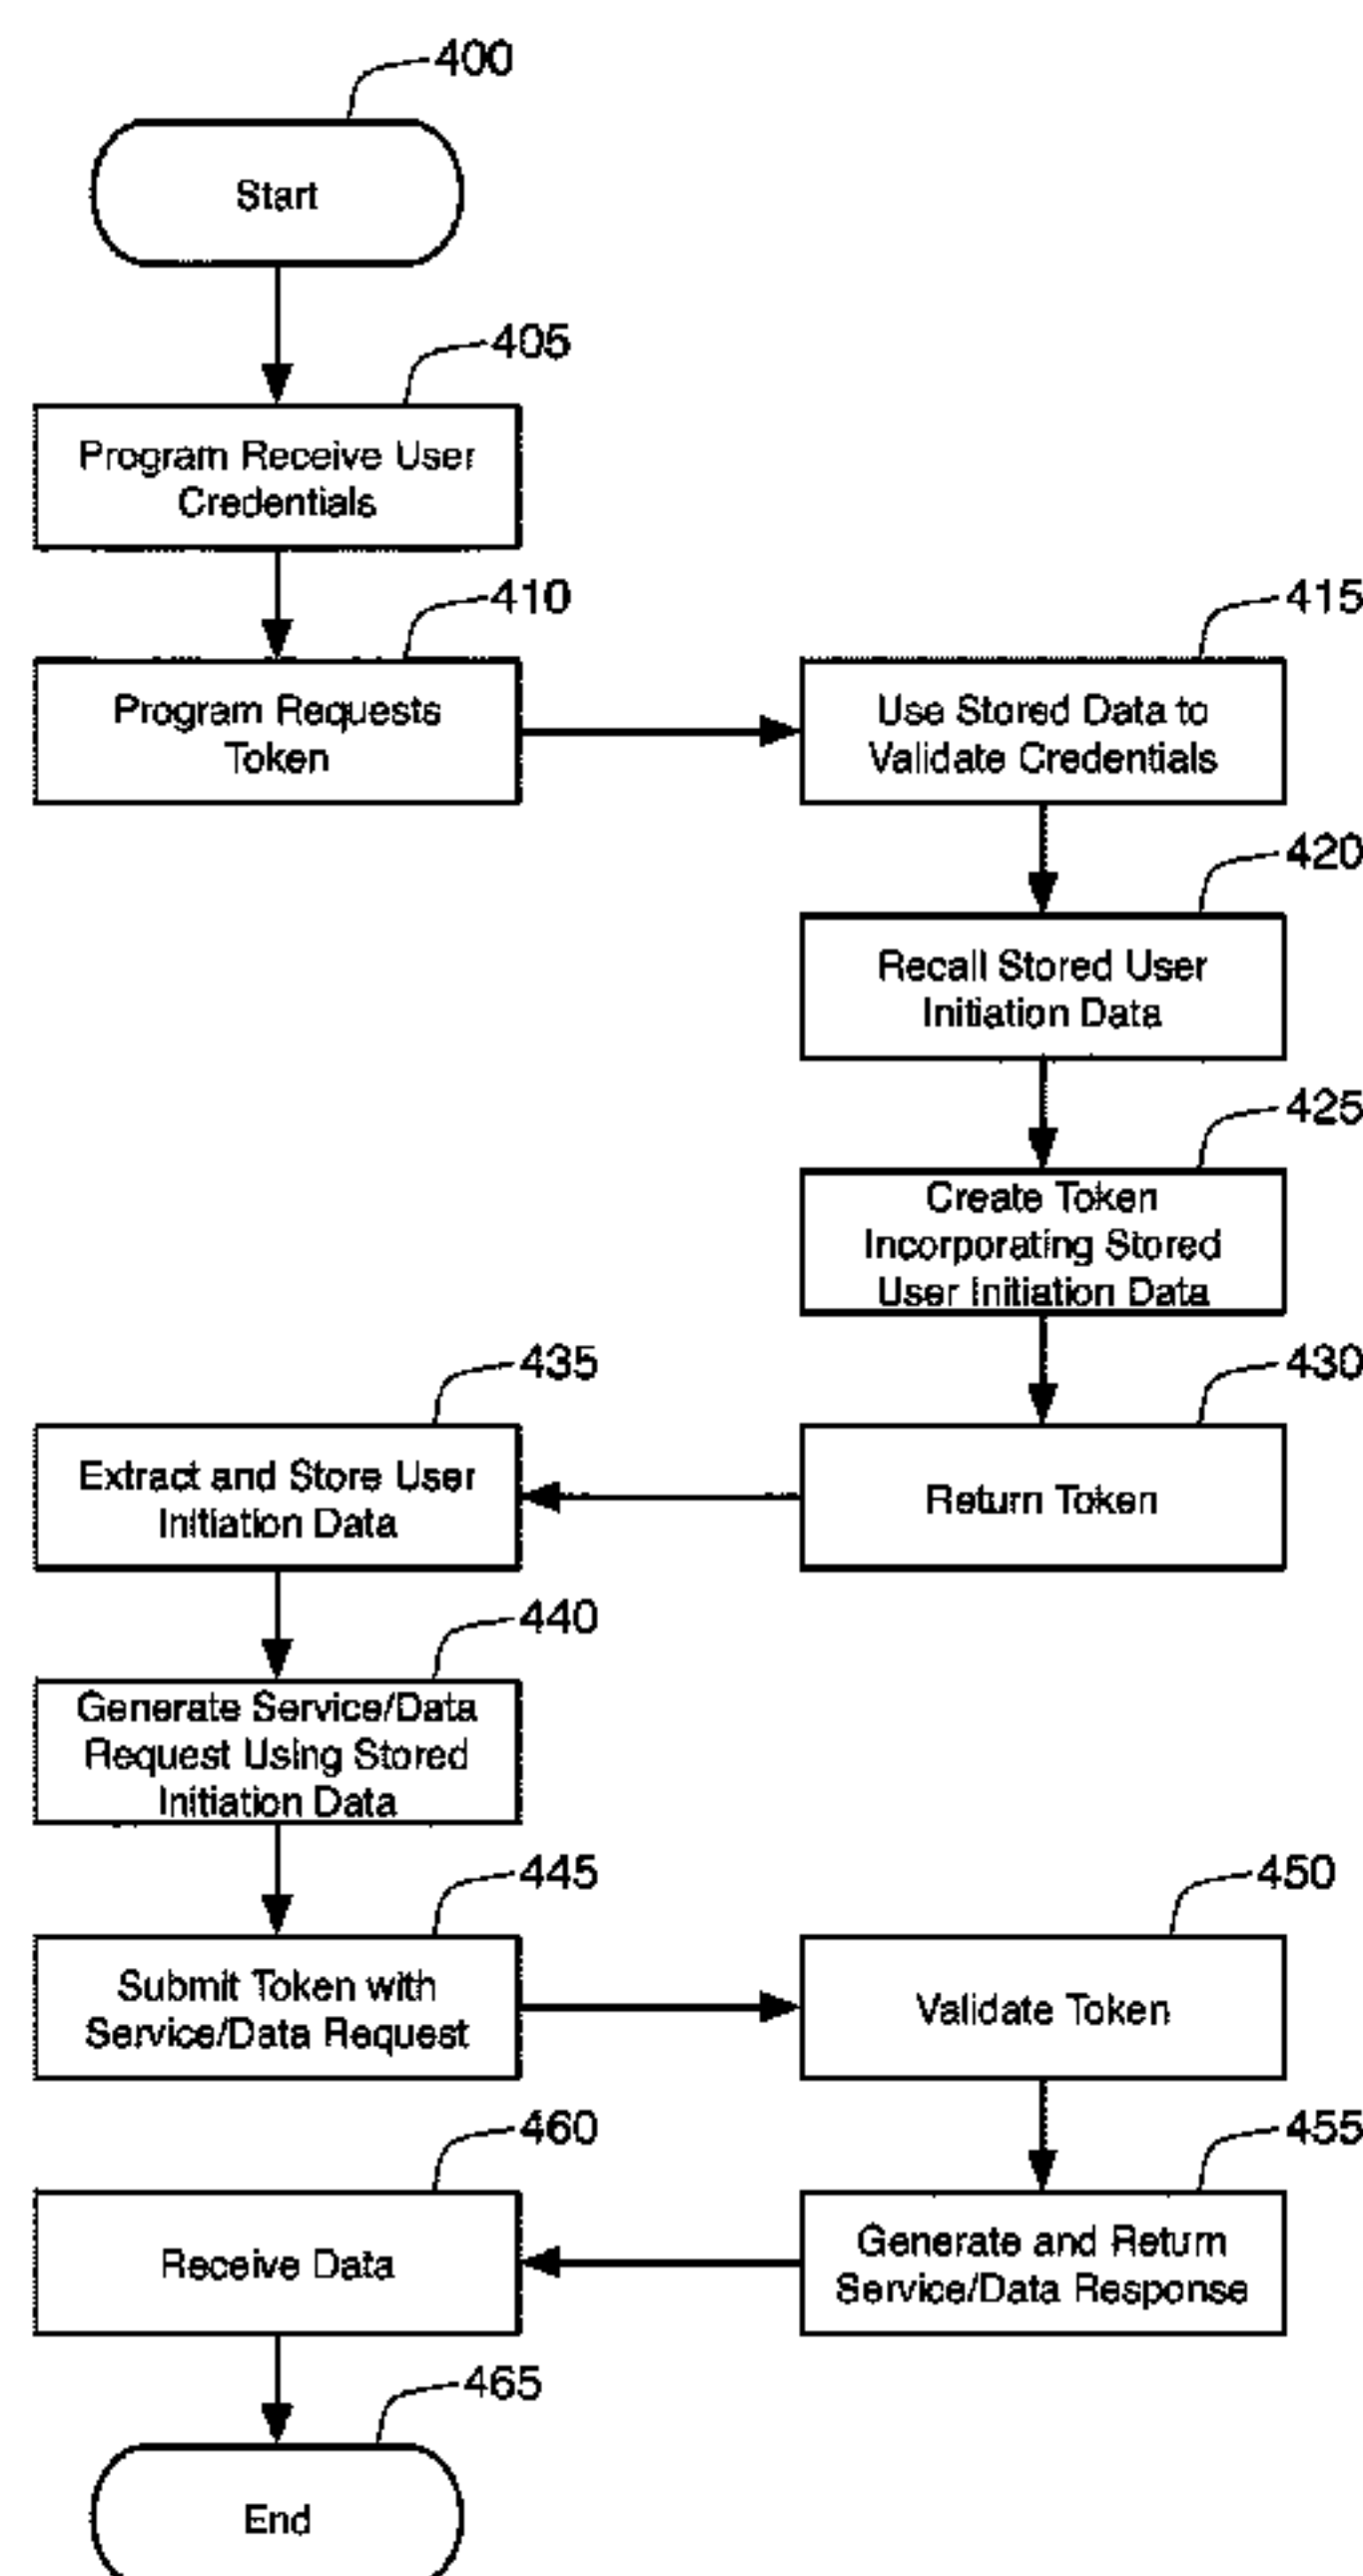 400
Start
405
Program Receive User
Credentials
410
Program Requests
Token
415
Use Stored Data to
Validate Credentials
420
Recall Stored User
Initiation Data
425
Create Token
Incorporating Stored
User Initiation Data
430
Return Token
435
Extract and Store User
Initiation Data
440
Generate Service/Data
Request Using Stored
Initiation Data
445
Submit Token with
Service/Data Request
450
Validate Token
455
Generate and Return
Service/Data Response
460
Receive Data
465
End